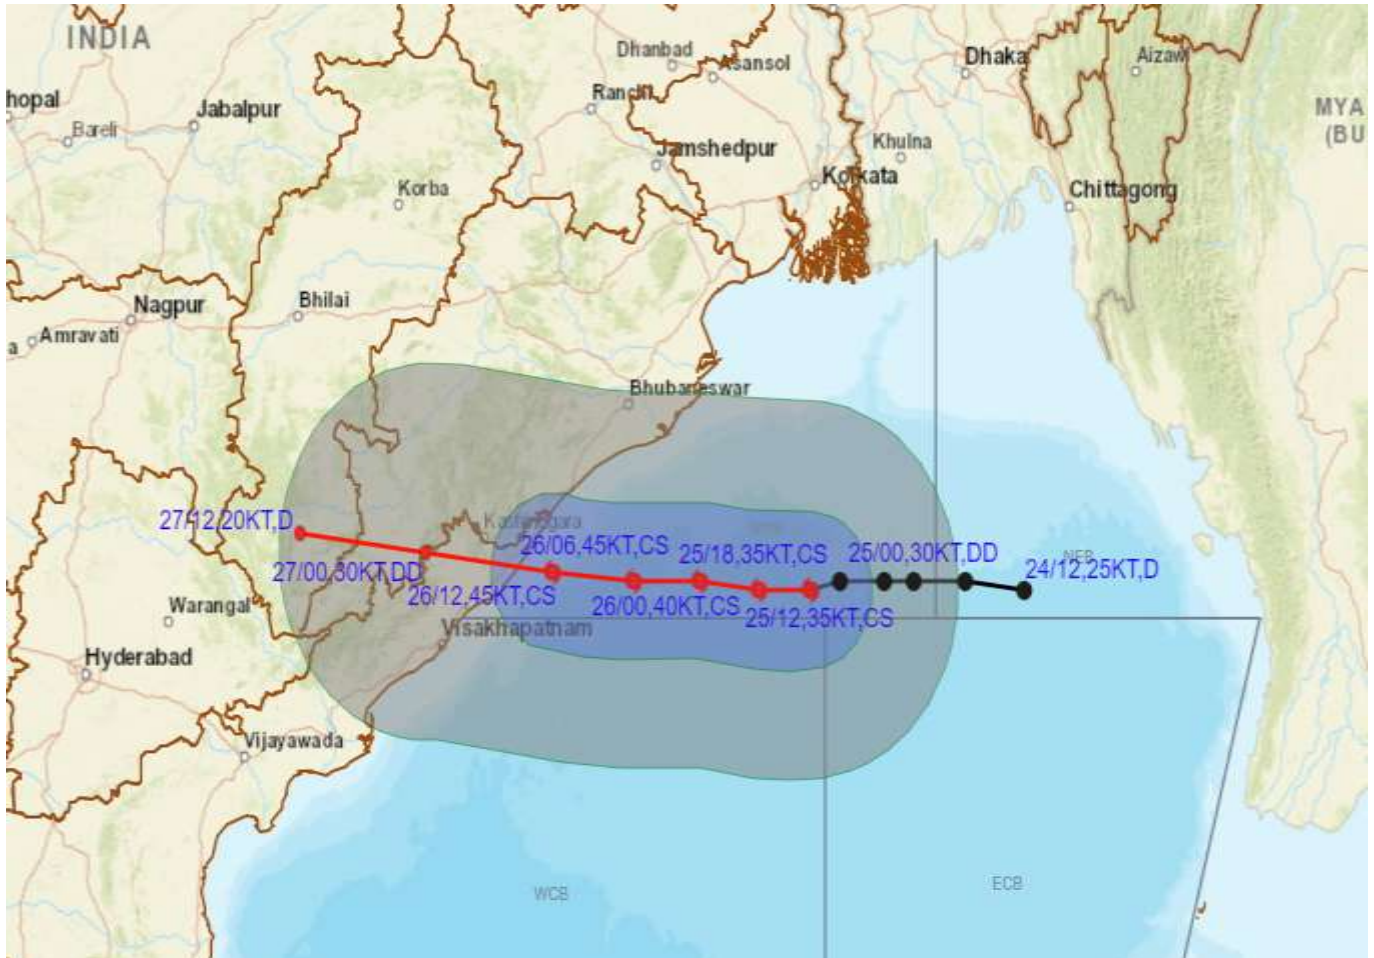 INDIA
Dhanbad
Asansol
Dhaka
Aizawl
hopal
Jabalpur
Ranchi
MYA
(BU
Bareli
Jamshedpur
Khulna
Korba
Kolkata
Chittagong
Nagpur
Bhilai
Amravati
a
Bhubaneswar
27/12,20KT,D
26/06,45KT,CS
25/18,35KT,CS
25/00,30KT,DD
NEB
24/12,25KT,D
27/00,30KT,DD
26/12,45KT,CS
26/00,40KT,CS
25/12,35KT,CS
Warangal
Visakhapatnam
Hyderabad
Vijayawada
WCB
ECB